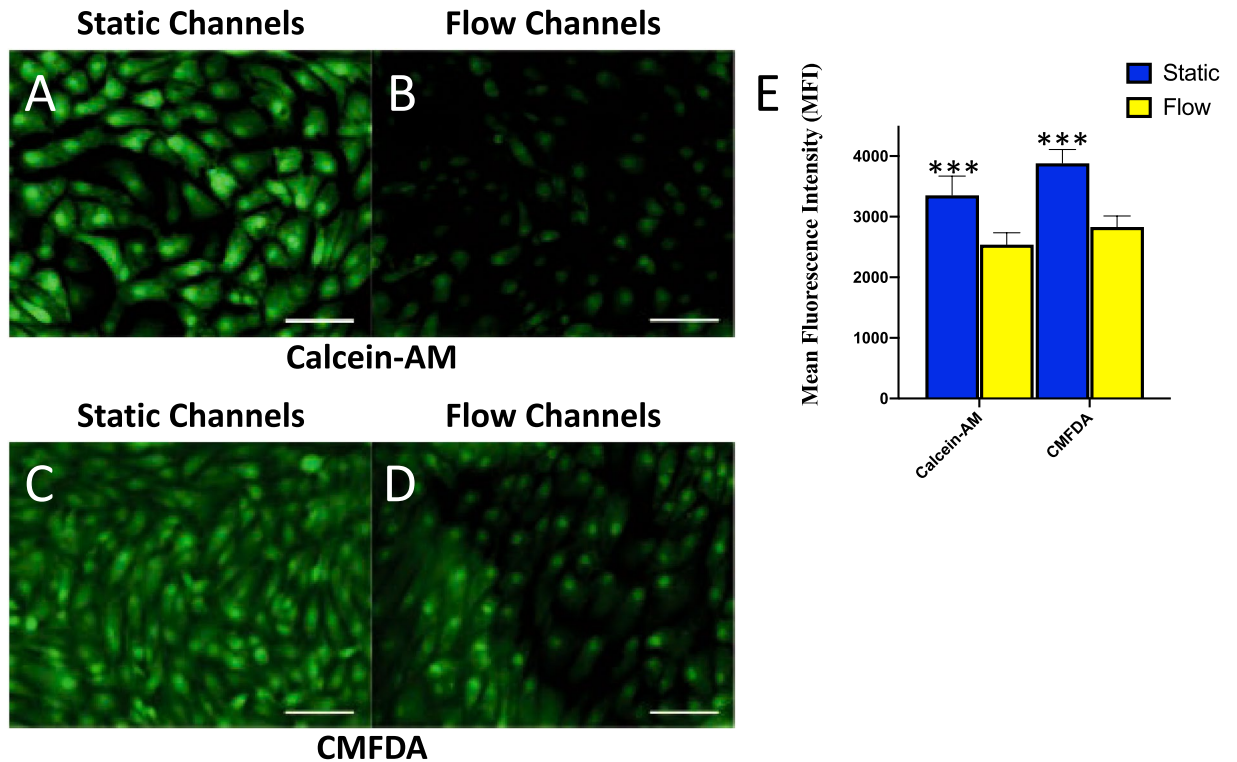 Static Channels
Flow Channels
A
B
Calcein-AM
Static Channels
Flow Channels
C
D
CMFDA
E
Mean Fluorescence Intensity (MFI)
Static
Flow
***
***
4000
3000
2000
1000
0
Calcein-AM
CMFDA